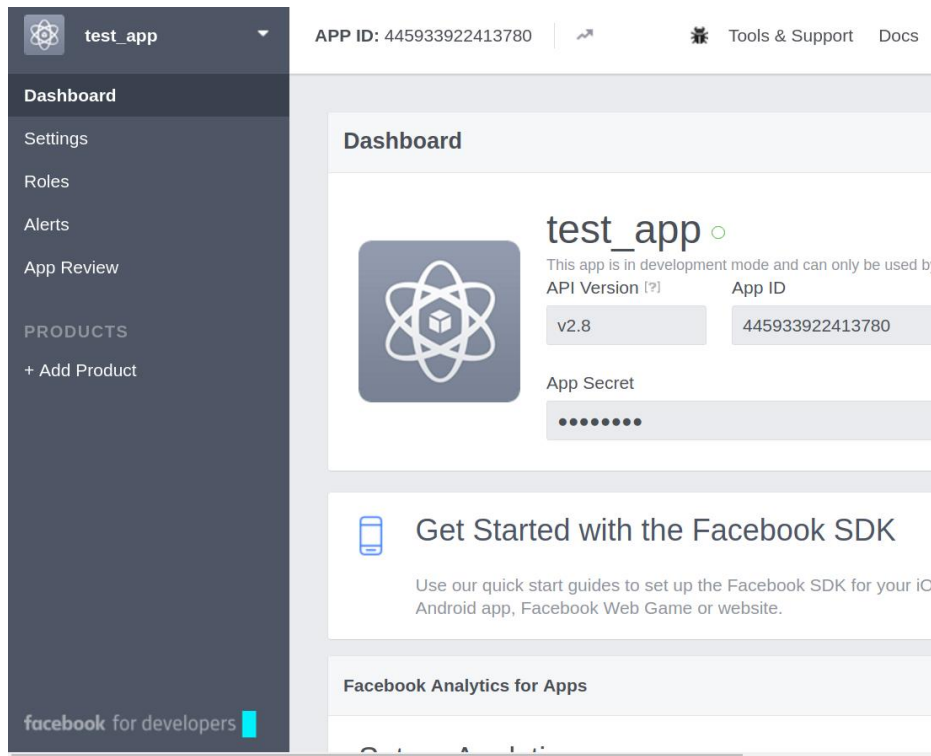 test_app
APP ID: 445933922413780
Tools & Support
Docs
Dashboard
Settings
Roles
Alerts
App Review
PRODUCTS
+ Add Product
facebook for developers
Dashboard
test_app
This app is in development mode and can only be used
API Version [?]
App ID
v2.8
445933922413780
App Secret
●●●●●●●●
Get Started with the Facebook SDK
Use our quick start guides to set up the Facebook SDK for your
Android app, Facebook Web Game or website.
Facebook Analytics for Apps